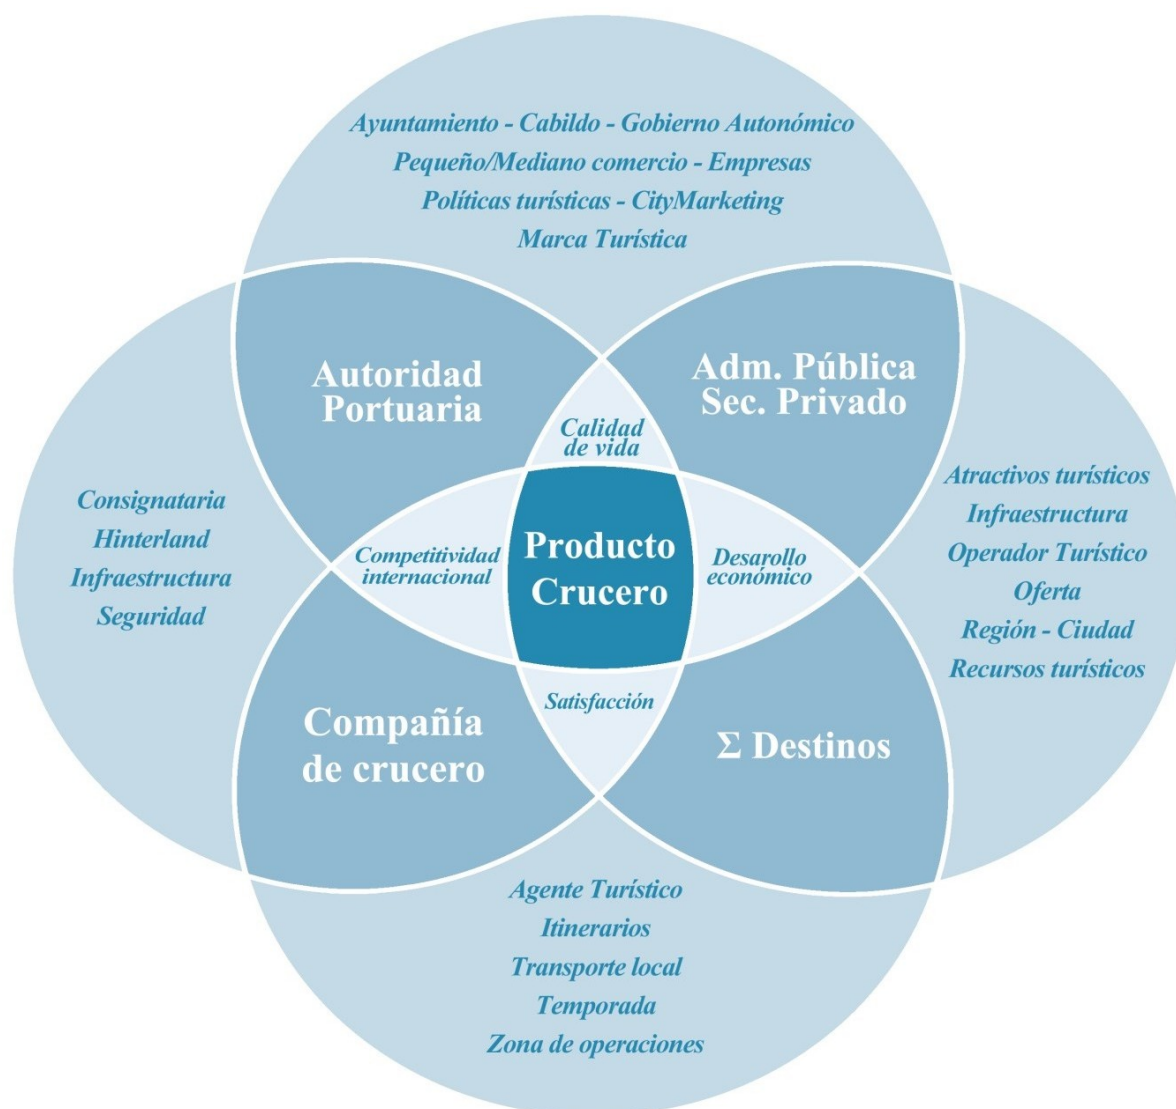 Ayuntamiento - Cabildo - Gobierno Autonómico
Pequeño/Mediano comercio - Empresas
Políticas turísticas - CityMarketing
Marca Turística
Autoridad
Portuaria
Adm. Pública
Sec. Privado
Calidad
de vida
Consignataria
Hinterland
Infraestructura
Seguridad
Competitividad
internacional
Producto
Crucero
Desarollo
económico
Atractivos turísticos
Infraestructura
Operador Turístico
Oferta
Región - Ciudad
Recursos turísticos
Satisfacción
Compañía
de crucero
Σ Destinos
Agente Turístico
Itinerarios
Transporte local
Temporada
Zona de operaciones